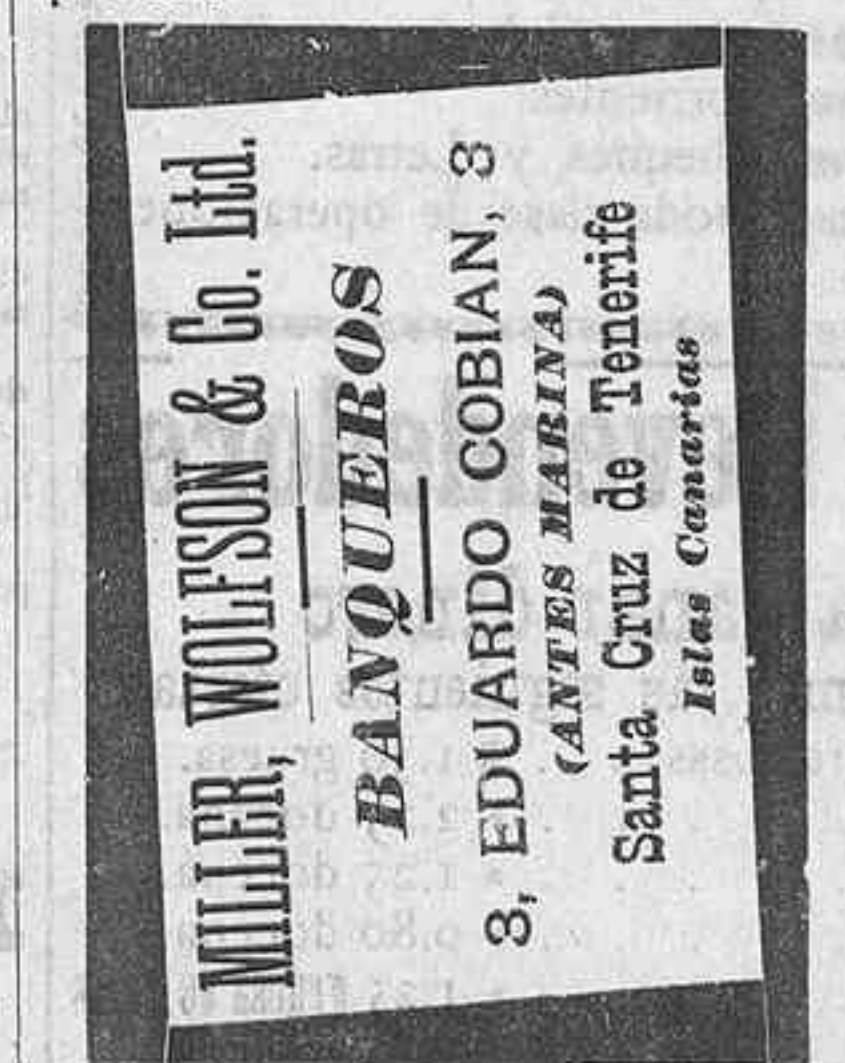 MILLER, WOLFSON & Co. Ltd.
BANQUEROS
3, EDUARDO COBIAN, 3
(ANTES MARINA)
Santa Cruz de Tenerife
Islas Canarias